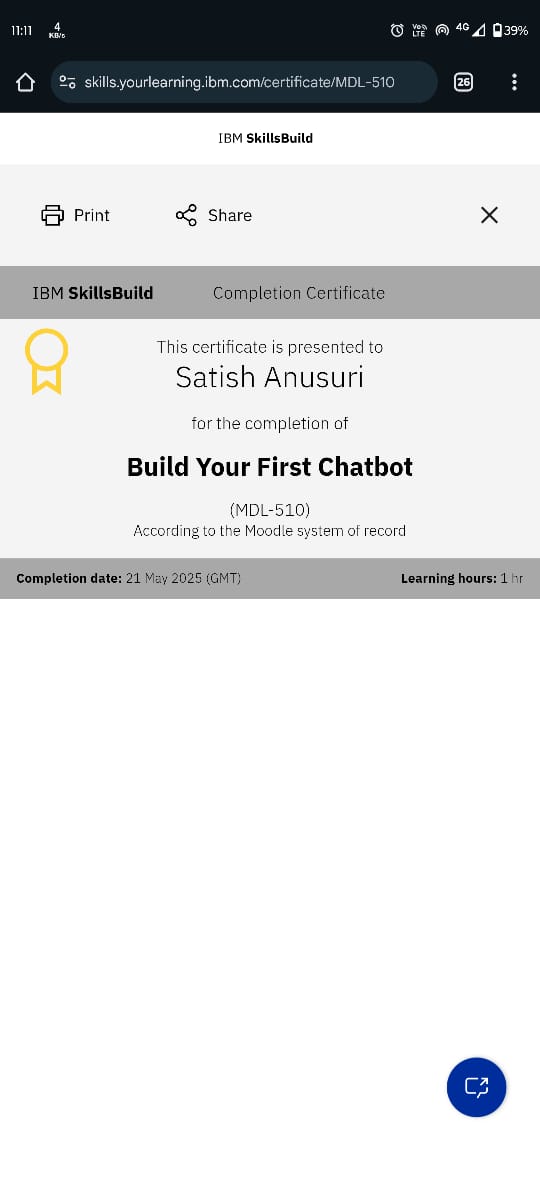 11:11 4 KB/s Vo)) LTE 4G 39%
skills.yourlearning.ibm.com/certificate/MDL-510 26
IBM SkillsBuild
Print Share
IBM SkillsBuild Completion Certificate
This certificate is presented to
Satish Anusuri
for the completion of
Build Your First Chatbot
(MDL-510)
According to the Moodle system of record
Completion date: 21 May 2025 (GMT) Learning hours: 1 hr